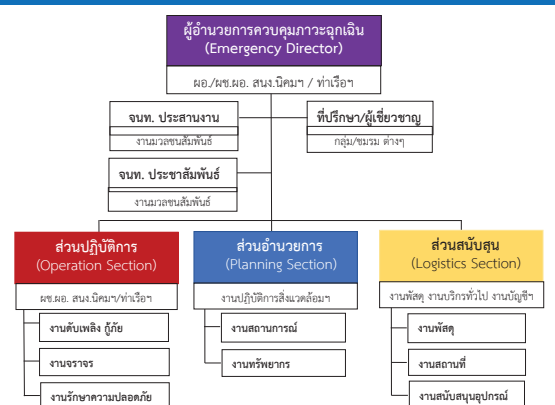 ผู้อำนวยการควบคุมภาวะฉุกเฉิน
(Emergency Director)
ผอ./ผช.ผอ. สนง.นิคมฯ / ท่าเรือฯ
จนท. ประสานงาน
งานมวลชนสัมพันธ์
ที่ปรึกษา/ผู้เชี่ยวชาญ
กลุ่ม/ชมรม ต่างๆ
จนท. ประชาสัมพันธ์
งานมวลชนสัมพันธ์
ส่วนปฏิบัติการ
(Operation Section)
ผช.ผอ. สนง.นิคมฯ/ท่าเรือฯ
งานดับเพลิง กู้ภัย
งานจราจร
งานรักษาความปลอดภัย
ส่วนอำนวยการ
(Planning Section)
งานปฏิบัติการสิ่งแวดล้อมฯ
งานสถานการณ์
งานทรัพยากร
ส่วนสนับสุน
(Logistics Section)
งานพัสดุ งานบริกรทั่วไป งานบัญชีฯ
งานพัสดุ
งานสถานที่
งานสนับสนุนอุปกรณ์